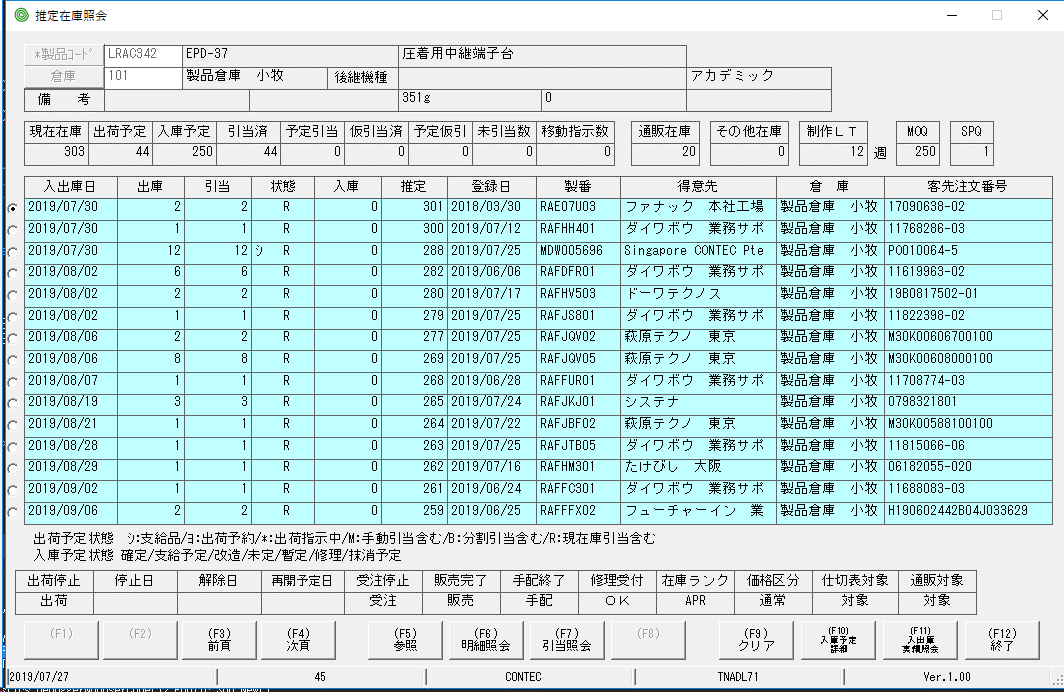 推定在庫照会
*製品ｺｰﾄﾞ LRAC342 EPD-37 圧着用中継端子台
倉庫 101 製品倉庫 小牧 後継機種 アカデミック
備 考 351g 0
現在在庫 出荷予定 入庫予定 引当済 予定引当 仮引当済 予定仮引 未引当数 移動指示数 通販在庫 その他在庫 制作ＬＴ MOQ SPQ
303 44 250 44 0 0 0 0 0 20 0 12 週 250 1
入出庫日 出庫 引当 状態 入庫 推定 登録日 製番 得意先 倉 庫 客先注文番号
2019/07/30 2 2 R 0 301 2018/03/30 RAE07U03 ファナック 本社工場 製品倉庫 小牧 17090638-02
2019/07/30 1 1 R 0 300 2019/07/12 RAFHH401 ダイワボウ 業務サポ 製品倉庫 小牧 11768286-03
2019/07/30 12 12 ｼ R 0 288 2019/07/25 MDW005696 Singapore CONTEC Pte 製品倉庫 小牧 PO010064-5
2019/08/02 6 6 R 0 282 2019/06/06 RAFDFR01 ダイワボウ 業務サポ 製品倉庫 小牧 11619963-02
2019/08/02 2 2 R 0 280 2019/07/17 RAFHV503 ドーワテクノス 製品倉庫 小牧 19B0817502-01
2019/08/02 1 1 R 0 279 2019/07/25 RAFJS801 ダイワボウ 業務サポ 製品倉庫 小牧 11822398-02
2019/08/06 2 2 R 0 277 2019/07/25 RAFJQV02 萩原テクノ 東京 製品倉庫 小牧 M30K00606700100
2019/08/06 8 8 R 0 269 2019/07/25 RAFJQV05 萩原テクノ 東京 製品倉庫 小牧 M30K00608000100
2019/08/07 1 1 R 0 268 2019/06/28 RAFFUR01 ダイワボウ 業務サポ 製品倉庫 小牧 11708774-03
2019/08/19 3 3 R 0 265 2019/07/24 RAFJKJ01 システナ 製品倉庫 小牧 0798321801
2019/08/21 1 1 R 0 264 2019/07/22 RAFJBF02 萩原テクノ 東京 製品倉庫 小牧 M30K00588100100
2019/08/28 1 1 R 0 263 2019/07/25 RAFJTB05 ダイワボウ 業務サポ 製品倉庫 小牧 11815066-06
2019/08/29 1 1 R 0 262 2019/07/16 RAFHM301 たけびし 大阪 製品倉庫 小牧 06182055-020
2019/09/02 1 1 R 0 261 2019/06/24 RAFFC301 ダイワボウ 業務サポ 製品倉庫 小牧 11688083-03
2019/09/06 2 2 R 0 259 2019/06/25 RAFFFX02 フューチャーイン 業 製品倉庫 小牧 H190602442B04J033629
出荷予定状態 ｼ:支給品/ﾖ:出荷予約/*:出荷指示中/M:手動引当含む/B:分割引当含む/R:現在庫引当含む
入庫予定状態 確定/支給予定/改造/未定/暫定/修理/抹消予定
出荷停止 停止日 解除日 再開予定日 受注停止 販売完了 手配終了 修理受付 在庫ランク 価格区分 仕切表対象 通販対象
出荷 受注 販売 手配 ＯＫ APR 通常 対象 対象
(F1) (F2) (F3) (F4) (F5) (F6) (F7) (F8) (F9) (F10) (F11) (F12)
前頁 次頁 参照 明細照会 引当照会 クリア 入庫予定 詳細 入出庫 実績照会 終了
2019/07/27 45 CONTEC TNADL71 Ver.1.00